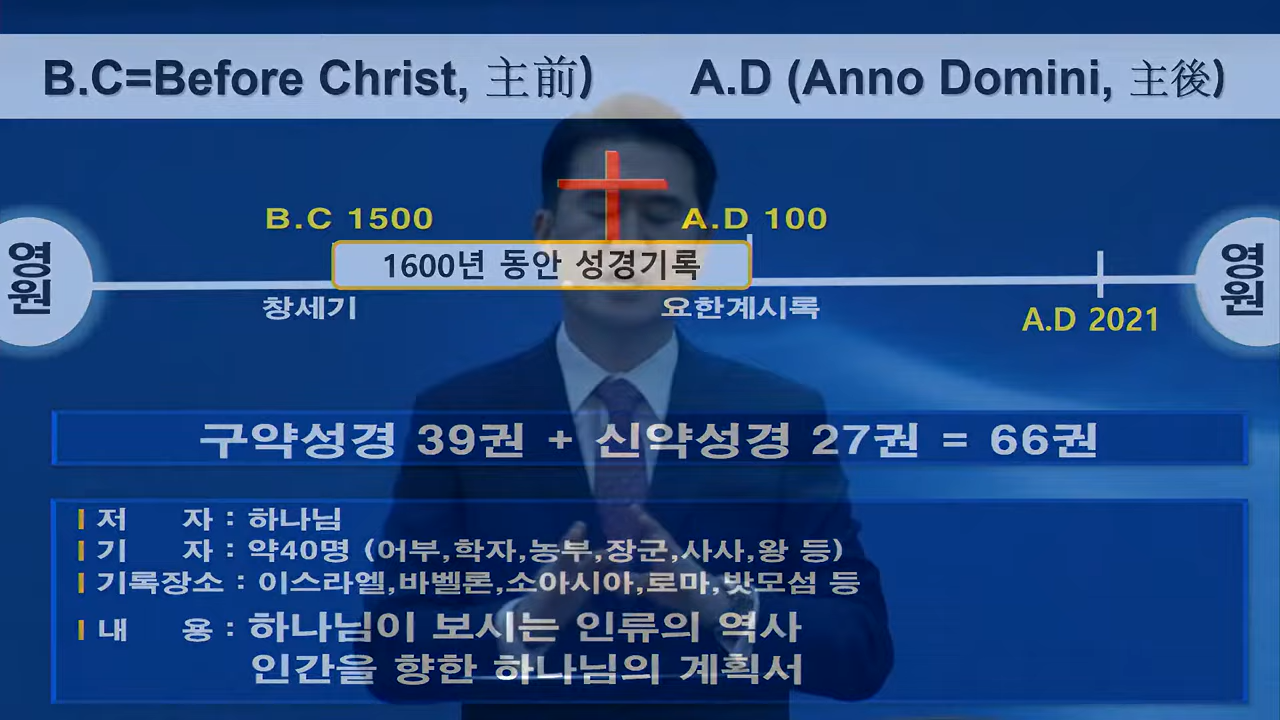 B.C=Before Christ, 主前) A.D (Anno Domini, 主後)
B.C 1500 A.D 100
영원 1600년 동안 성경기록 영원
창세기 요한계시록 A.D 2021
구약성경 39권 + 신약성경 27권 = 66권
저 자 : 하나님
기 자 : 약40명 (어부,학자,농부,장군,사사,왕 등)
기록장소 : 이스라엘,바벨론,소아시아,로마,밧모섬 등
내 용 : 하나님이 보시는 인류의 역사
인간을 향한 하나님의 계획서